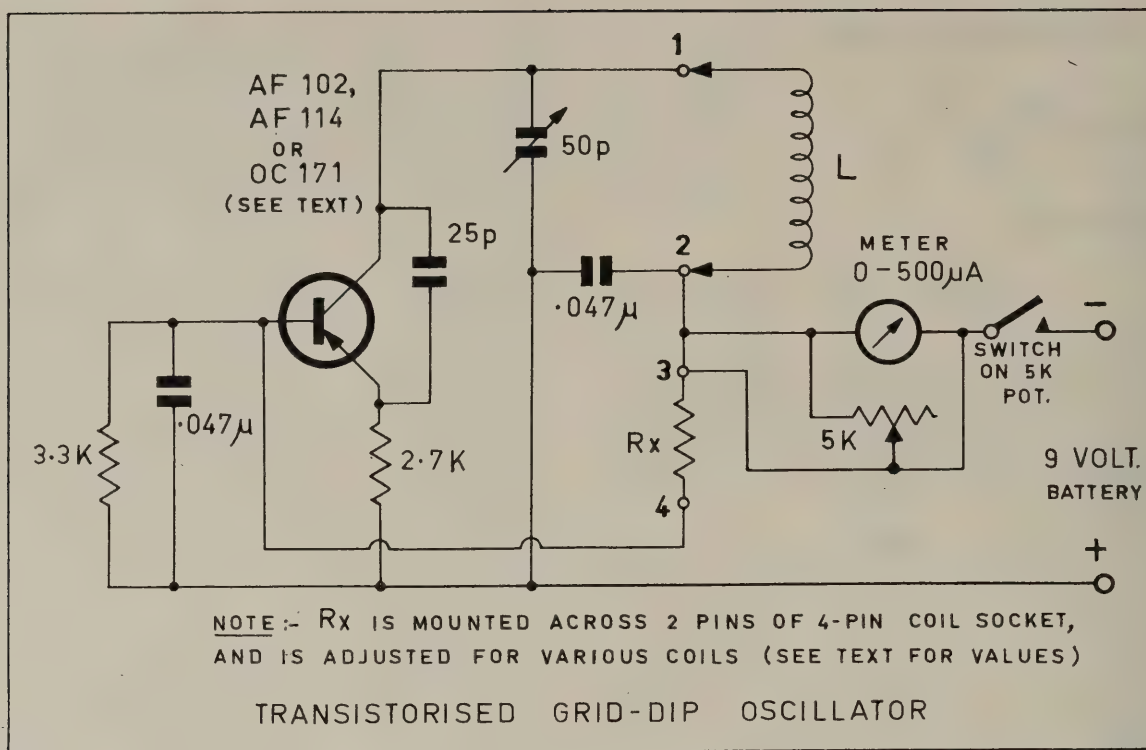 1
AF 102,
AF 114
OR
OC 171
(SEE TEXT)
50p
L
25p
2
METER
0-500µA
.047µ
-
SWITCH
ON 5K
POT.
3
.047µ
3.3K
2.7K
Rx
5K
9 VOLT.
BATTERY
4
+
NOTE:- Rx IS MOUNTED ACROSS 2 PINS OF 4-PIN COIL SOCKET,
AND IS ADJUSTED FOR VARIOUS COILS (SEE TEXT FOR VALUES)
TRANSISTORISED GRID-DIP OSCILLATOR